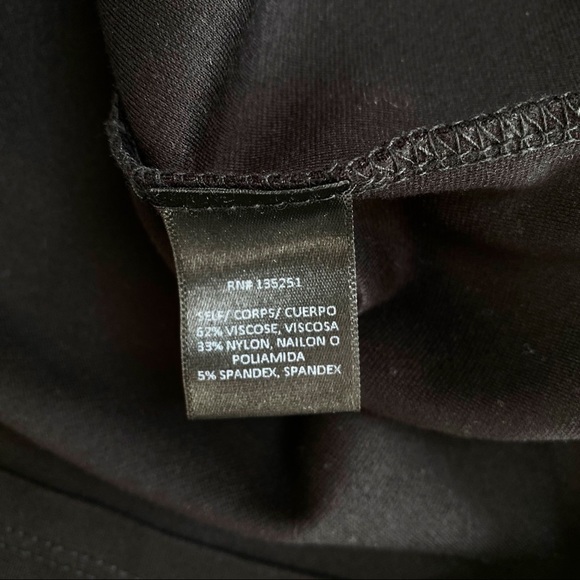 RN# 135251
SELF/ CORPS/ CUERPO
62% VISCOSE, VISCOSA
33% NYLON, NAILON O
POLIAMIDA
5% SPANDEX, SPANDEX